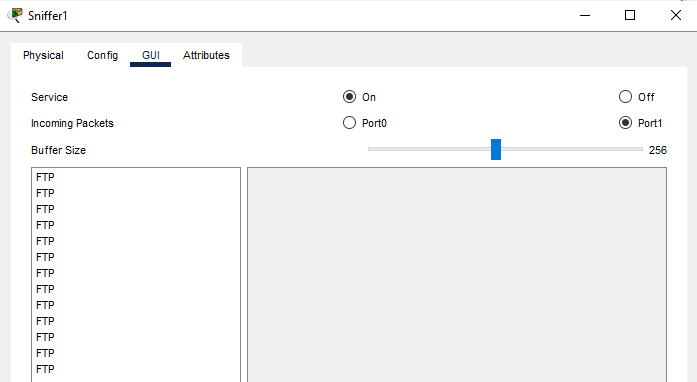 Sniffer1
Physical Config GUI Attributes
Service On Off
Incoming Packets Port0 Port1
Buffer Size 256
FTP
FTP
FTP
FTP
FTP
FTP
FTP
FTP
FTP
FTP
FTP
FTP
FTP